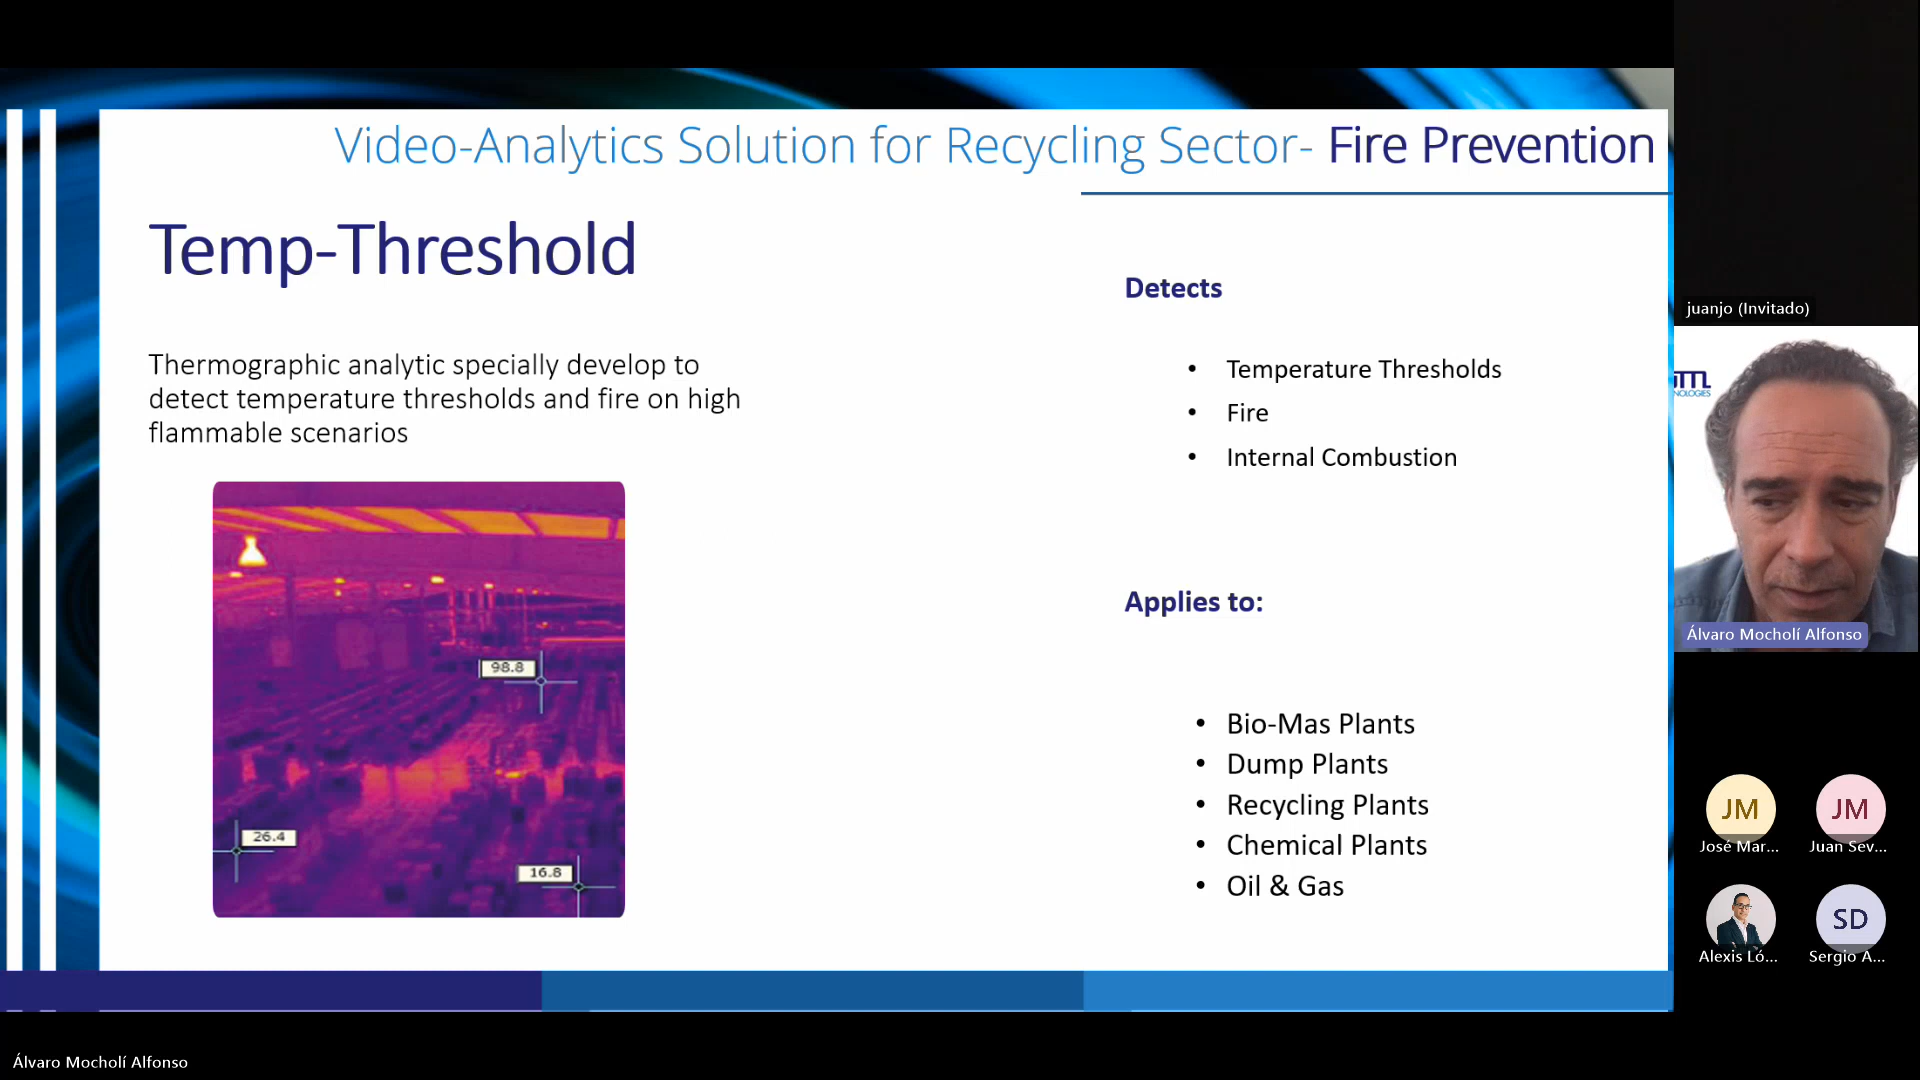 Video-Analytics Solution for Recycling Sector- Fire Prevention
Temp-Threshold
Thermographic analytic specially develop to
detect temperature thresholds and fire on high
flammable scenarios
98.8
26.4
16.8
Detects
• Temperature Thresholds
• Fire
• Internal Combustion
Applies to:
• Bio-Mas Plants
• Dump Plants
• Recycling Plants
• Chemical Plants
• Oil & Gas
juanjo (Invitado)
Álvaro Mocholí Alfonso
JM
José Mar...
JM
Juan Sev...
Alexis Ló...
SD
Sergio A...
Álvaro Mocholí Alfonso